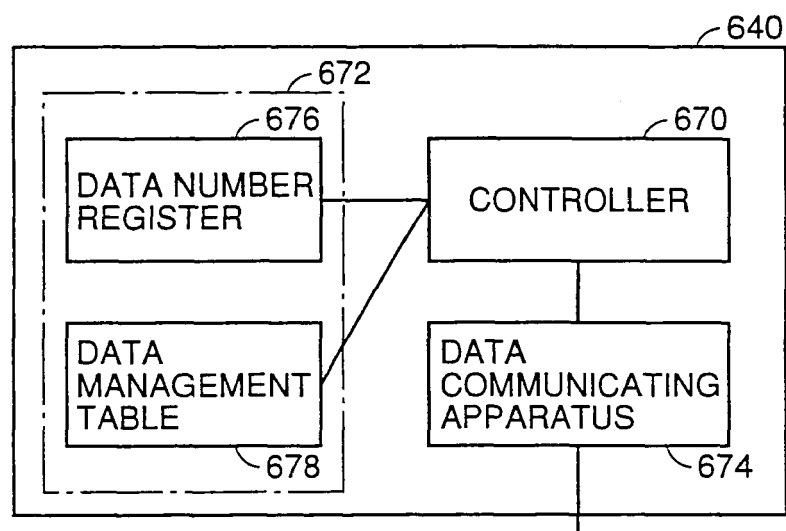 640
672
676
670
DATA NUMBER
REGISTER
CONTROLLER
DATA
MANAGEMENT
TABLE
DATA
COMMUNICATING
APPARATUS
678
674